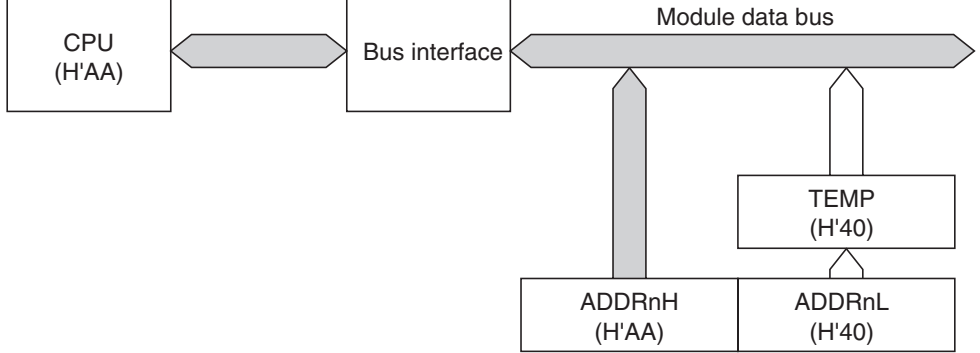 Module data bus
CPU
(H'AA)
Bus interface
TEMP
(H'40)
ADDRnH
(H'AA)
ADDRnL
(H'40)